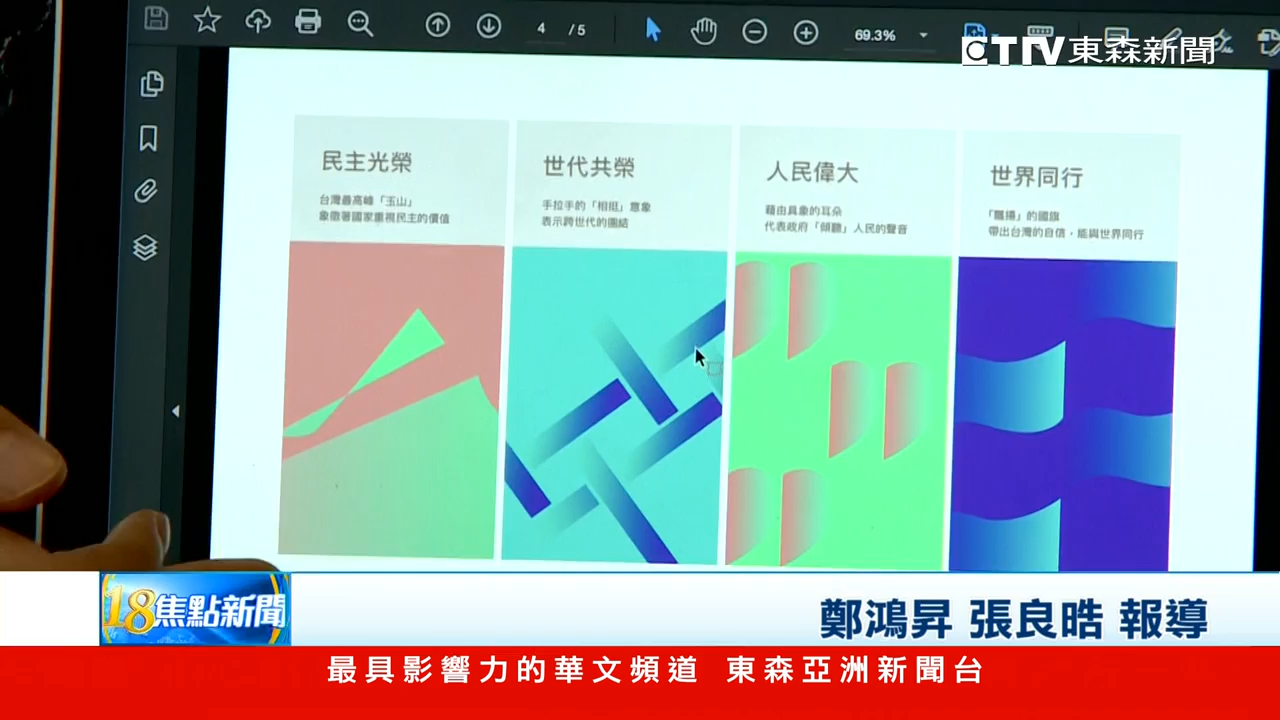 4 / 5
69.3%
CTTV 東森新聞
民主光榮
台灣最高峰「玉山」
象徵著國家重視民主的價值
世代共榮
手拉手的「相挺」意象
表示跨世代的團結
人民偉大
藉由具象的耳朵
代表政府「傾聽」人民的聲音
世界同行
「飄揚」的國旗
帶出台灣的自信，能與世界同行
18焦點新聞
鄭鴻昇 張良晧 報導
最具影響力的華文頻道 東森亞洲新聞台